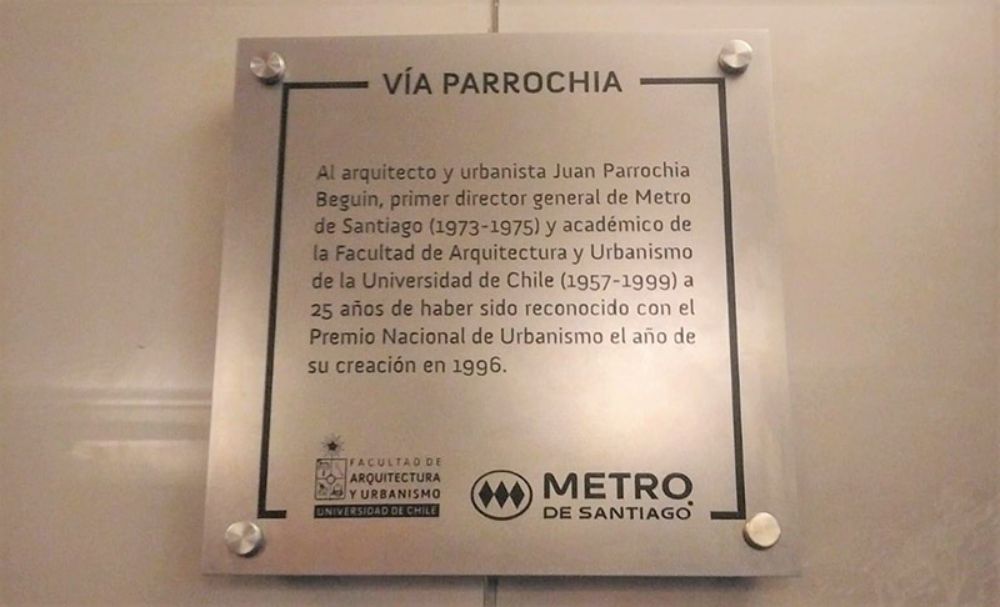 VÍA PARROCHIA
Al arquitecto y urbanista Juan Parrochia
Beguin, primer director general de Metro
de Santiago (1973-1975) y académico de
la Facultad de Arquitectura y Urbanismo
de la Universidad de Chile (1957-1999) a
25 años de haber sido reconocido con el
Premio Nacional de Urbanismo el año de
su creación en 1996.
FACULTAD DE
ARQUITECTURA
Y URBANISMO
UNIVERSIDAD DE CHILE
METRO
DE SANTIAGO